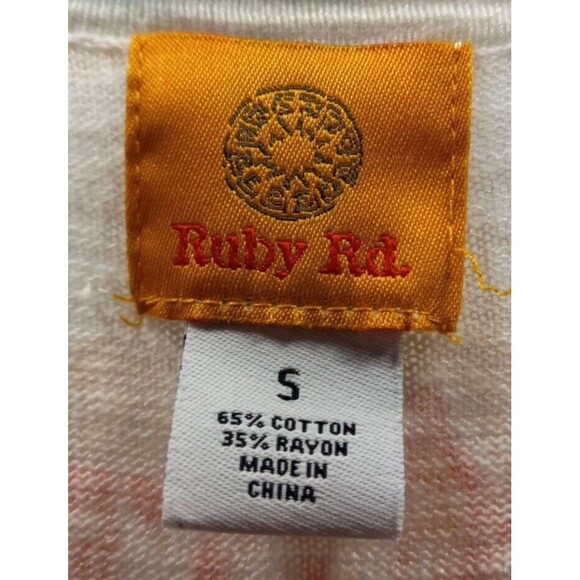 Ruby Rd.
S
65% COTTON
35% RAYON
MADE IN
CHINA